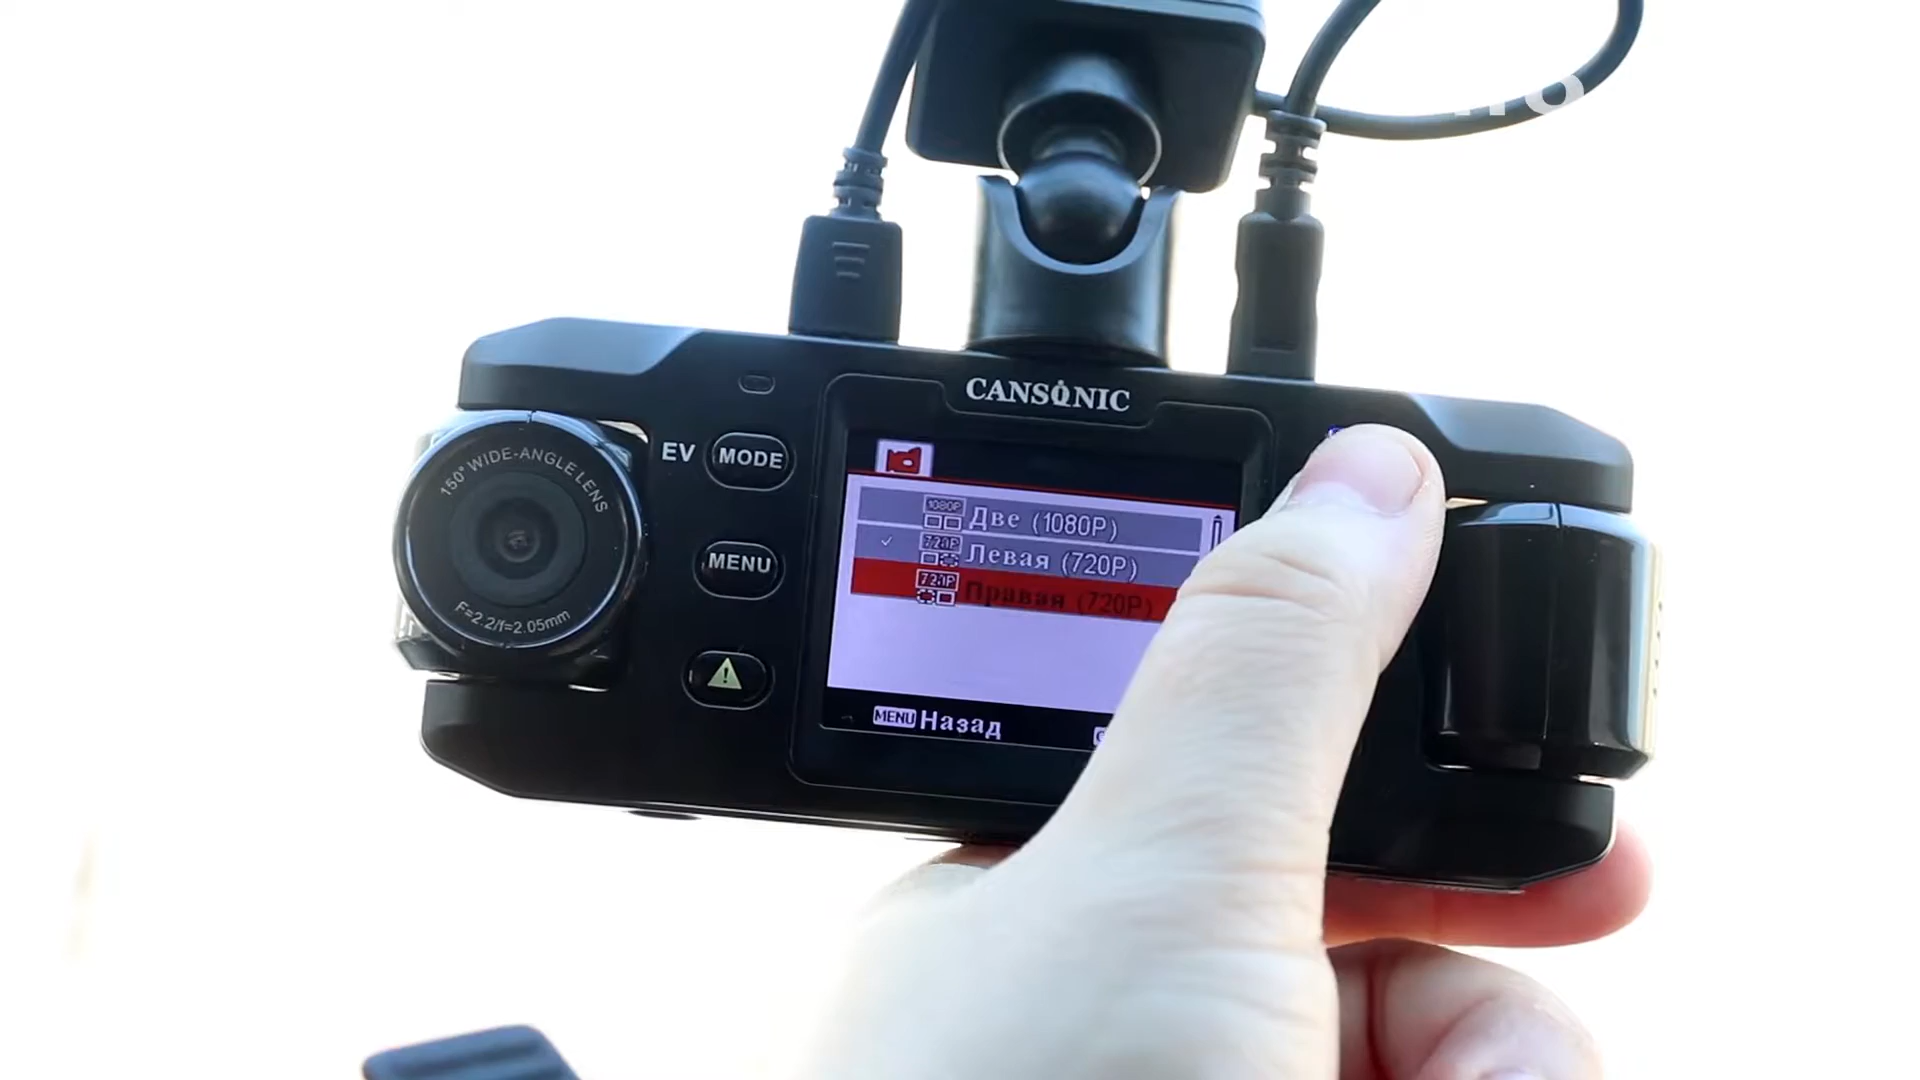 CANSONIC
150° WIDE-ANGLE LENS
F=2.2/f=2.05mm
EV MODE
MENU
1080P Две (1080P)
720P Левая (720P)
720P Правая (720P)
MENU Назад